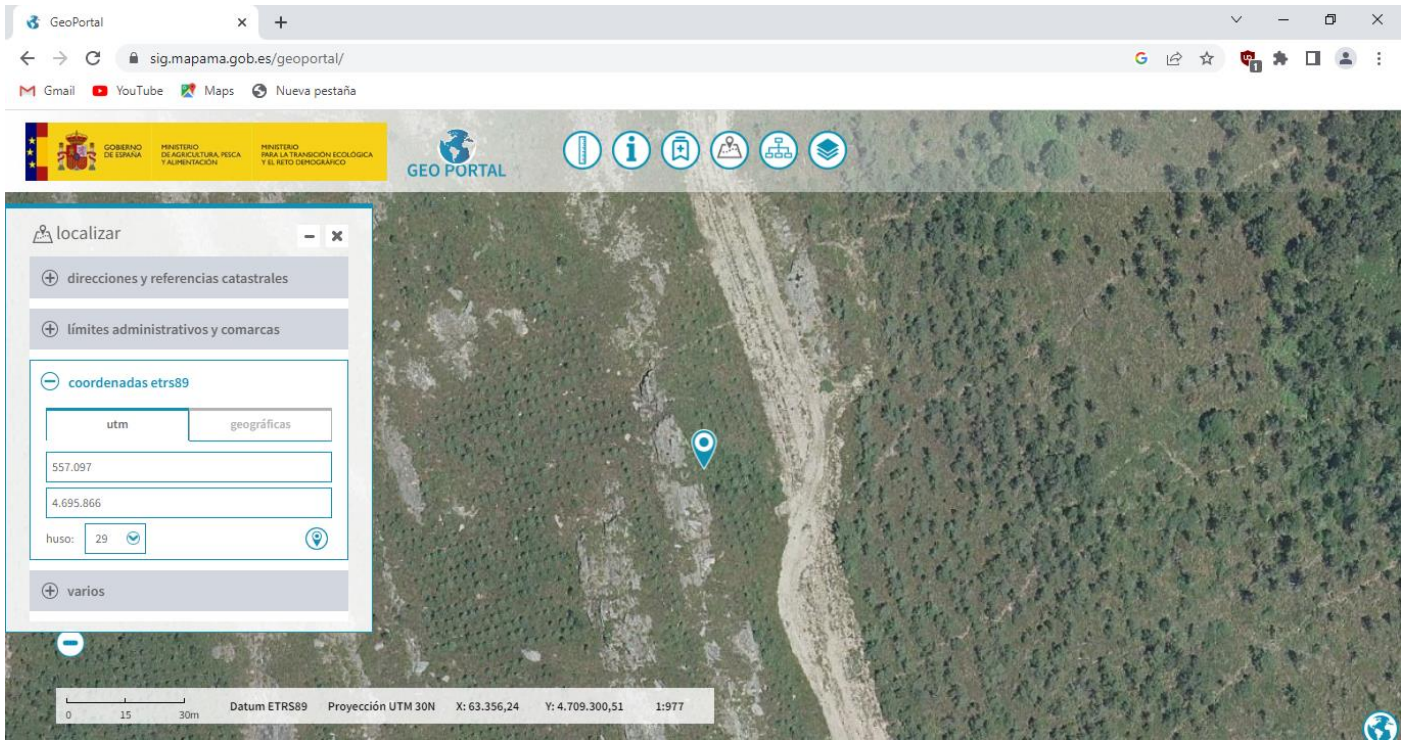 GeoPortal
sig.mapama.gob.es/geoportal/
1
Gmail YouTube Maps Nueva pestaña
GOBIERNO
DE ESPAÑA
MINISTERIO
DE AGRICULTURA, PESCA
Y ALIMENTACIÓN
MINISTERIO
PARA LA TRANSICIÓN ECOLÓGICA
Y EL RETO DEMOGRÁFICO
GEO PORTAL
localizar
direcciones y referencias catastrales
límites administrativos y comarcas
coordenadas etrs89
utm geográficas
557.097
4.695.866
huso: 29
varios
0 15 30m Datum ETRS89 Proyección UTM 30N X: 63.356,24 Y: 4.709.300,51 1:977